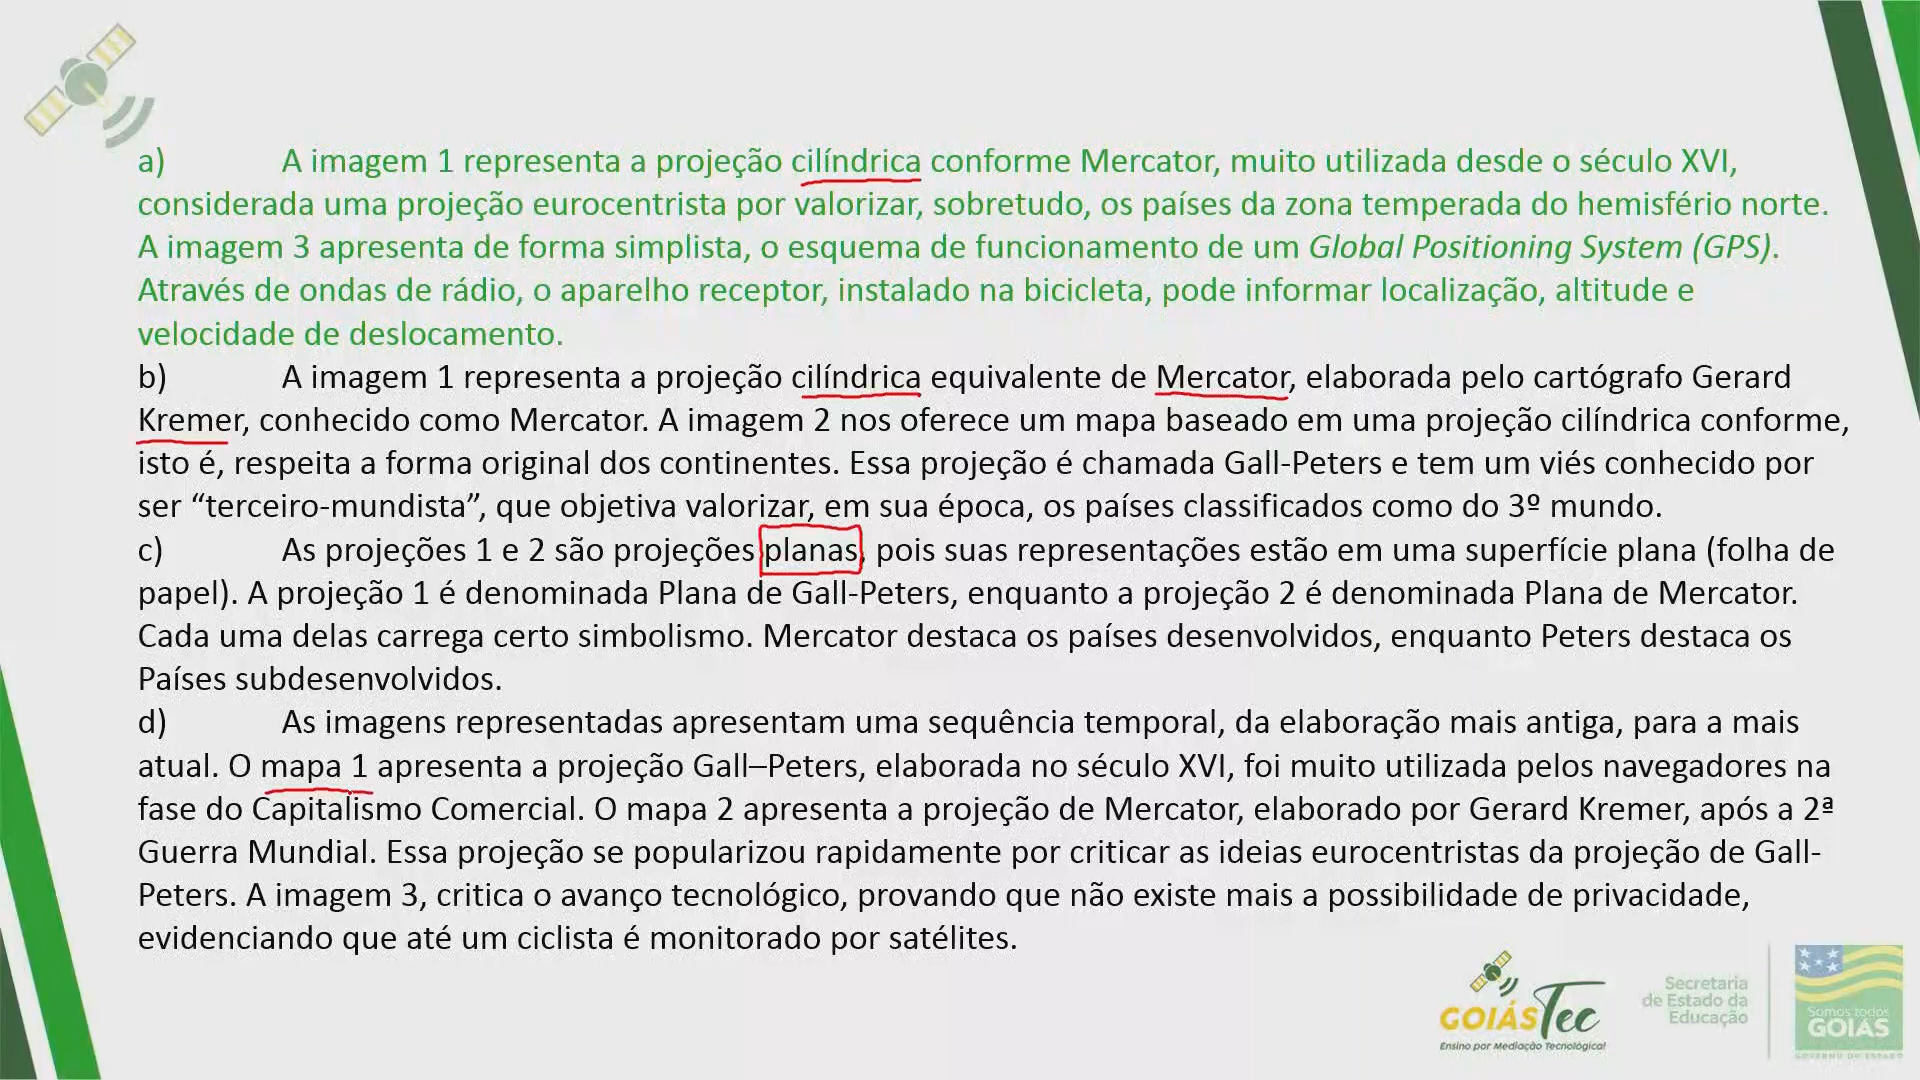 a) A imagem 1 representa a projeção cilíndrica conforme Mercator, muito utilizada desde o século XVI,
considerada uma projeção eurocentrista por valorizar, sobretudo, os países da zona temperada do hemisfério norte.
A imagem 3 apresenta de forma simplista, o esquema de funcionamento de um Global Positioning System (GPS).
Através de ondas de rádio, o aparelho receptor, instalado na bicicleta, pode informar localização, altitude e
velocidade de deslocamento.
b) A imagem 1 representa a projeção cilíndrica equivalente de Mercator, elaborada pelo cartógrafo Gerard
Kremer, conhecido como Mercator. A imagem 2 nos oferece um mapa baseado em uma projeção cilíndrica conforme,
isto é, respeita a forma original dos continentes. Essa projeção é chamada Gall-Peters e tem um viés conhecido por
ser “terceiro-mundista”, que objetiva valorizar, em sua época, os países classificados como do 3º mundo.
c) As projeções 1 e 2 são projeções planas, pois suas representações estão em uma superfície plana (folha de
papel). A projeção 1 é denominada Plana de Gall-Peters, enquanto a projeção 2 é denominada Plana de Mercator.
Cada uma delas carrega certo simbolismo. Mercator destaca os países desenvolvidos, enquanto Peters destaca os
Países subdesenvolvidos.
d) As imagens representadas apresentam uma sequência temporal, da elaboração mais antiga, para a mais
atual. O mapa 1 apresenta a projeção Gall–Peters, elaborada no século XVI, foi muito utilizada pelos navegadores na
fase do Capitalismo Comercial. O mapa 2 apresenta a projeção de Mercator, elaborado por Gerard Kremer, após a 2ª
Guerra Mundial. Essa projeção se popularizou rapidamente por criticar as ideias eurocentristas da projeção de Gall-
Peters. A imagem 3, critica o avanço tecnológico, provando que não existe mais a possibilidade de privacidade,
evidenciando que até um ciclista é monitorado por satélites.
GOIÁSTec
Ensino por Mediação Tecnológica!
Secretaria
de Estado da
Educação
Somos todos
GOIÁS
GOVERNO DO ESTADO